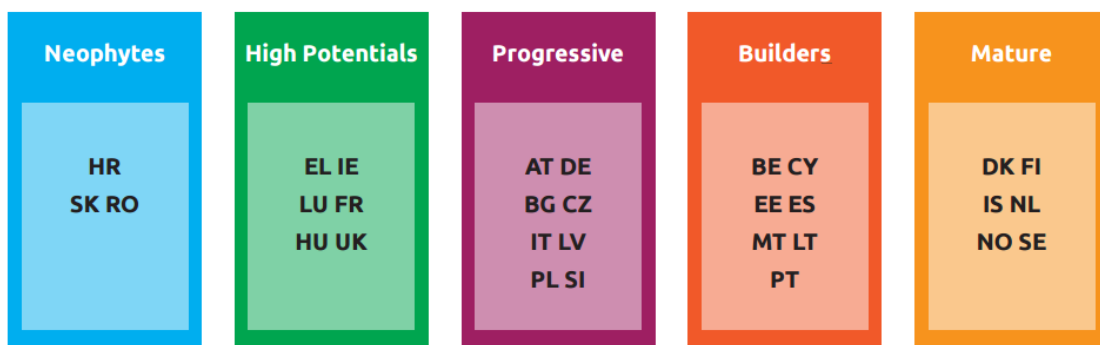 Neophytes
HR
SK RO
High Potentials
EL IE
LU FR
HU UK
Progressive
AT DE
BG CZ
IT LV
PL SI
Builders
BE CY
EE ES
MT LT
PT
Mature
DK FI
IS NL
NO SE